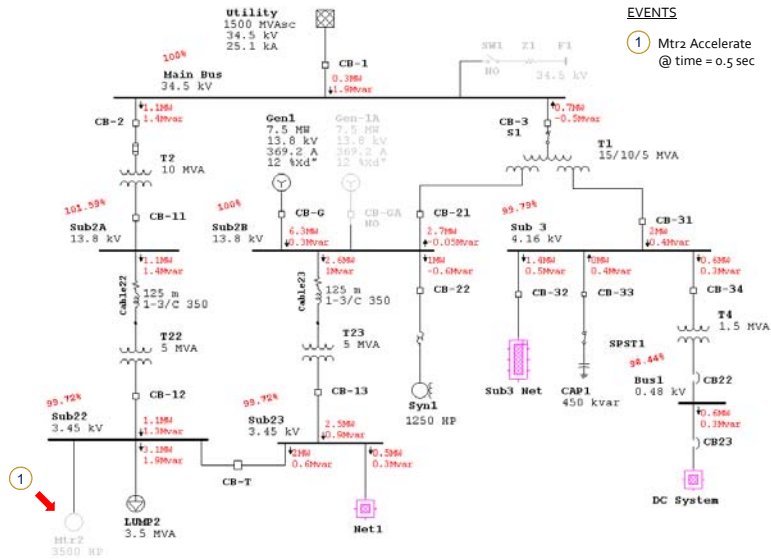 Utility
1500 MVAsc
34.5 kV
25.1 kA
EVENTS
1
Mtr2 Accelerate
@ time = 0.5 sec
SW1
Z1
F1
NO
34.5 kV
100%
Main Bus
34.5 kV
CB-1
0.3MW
1.9Mvar
CB-2
1.1MW
1.4Mvar
CB-3
S1
0.7MW
-0.5Mvar
Gen1
7.5 MW
13.8 kV
369.2 A
12 %Xd"
Gen-1A
7.5 MW
13.8 kV
369.2 A
12 %Xd"
T1
15/10/5 MVA
T2
10 MVA
101.59%
CB-11
Sub2A
13.8 kV
100%
Sub2B
13.8 kV
CB-G
CB-GA
NO
CB-21
6.3MW
0.3Mvar
2.7MW
-0.05Mvar
99.79%
Sub 3
4.16 kV
CB-31
2MW
0.4Mvar
1.1MW
1.4Mvar
2.6MW
1Mvar
1MW
-0.6Mvar
1.4MW
0.5Mvar
0MW
0.4Mvar
0.6MW
0.3Mvar
Cable22
125 m
1-3/C 350
Cable23
125 m
1-3/C 350
CB-22
CB-32
CB-33
CB-34
T4
1.5 MVA
T22
5 MVA
T23
5 MVA
SPST1
98.44%
Bus1
0.48 kV
CB22
Syn1
1250 HP
Sub3 Net
CAP1
450 kvar
0.6MW
0.3Mvar
CB23
DC System
99.72%
CB-12
Sub22
3.45 kV
1.1MW
99.72%
CB-13
Sub23
3.45 kV
2.5MW
0.9Mvar
3.1MW
1.9Mvar
CB-T
2MW
0.6Mvar
0.5MW
0.3Mvar
1
Mtr2
3500 HP
LUMP2
3.5 MVA
Net1